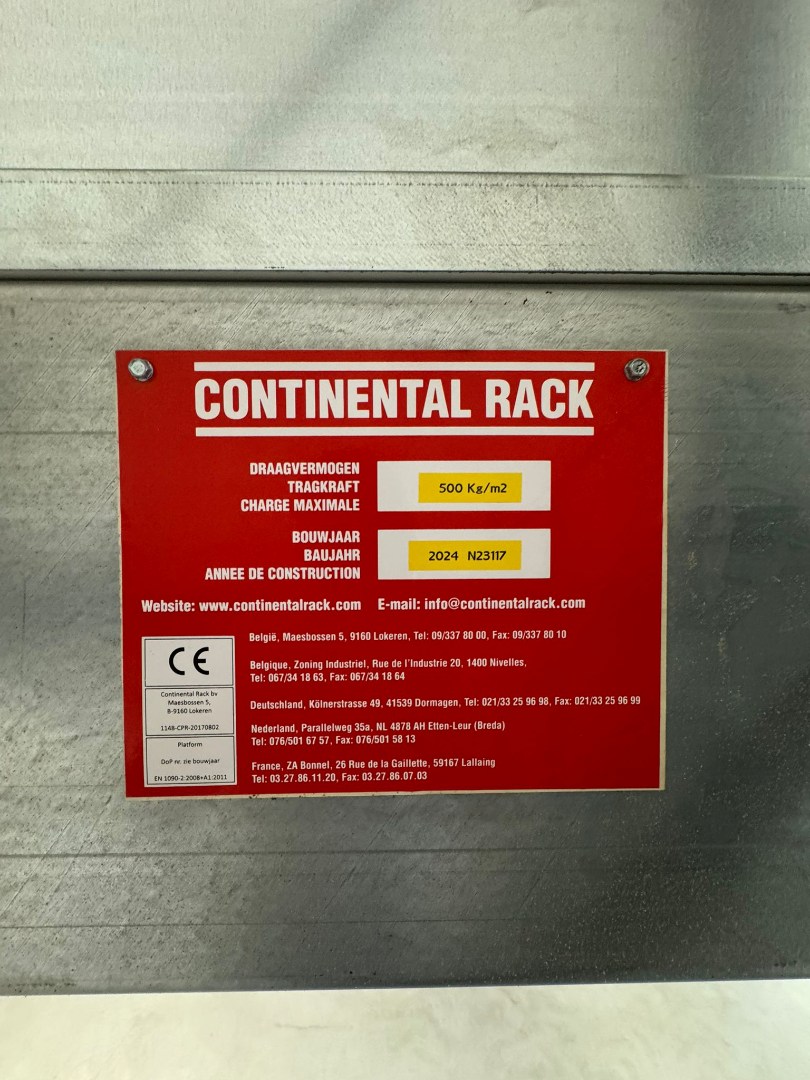 CONTINENTAL RACK
DRAAGVERMOGEN
TRAGKRAFT
CHARGE MAXIMALE
500 Kg/m2
BOUWJAAR
BAUJAHR
ANNEE DE CONSTRUCTION
2024 N23117
Website: www.continentalrack.com E-mail: info@continentalrack.com
België, Maesbossen 5, 9160 Lokeren, Tel: 09/337 80 00, Fax: 09/337 80 10
Belgique, Zoning Industriel, Rue de l'Industrie 20, 1400 Nivelles,
Tel: 067/34 18 63, Fax: 067/34 18 64
Deutschland, Kölnerstrasse 49, 41539 Dormagen, Tel: 021/33 25 96 98, Fax: 021/33 25 96 99
Nederland, Parallelweg 35a, NL 4878 AH Etten-Leur (Breda)
Tel: 076/501 67 57, Fax: 076/501 58 13
France, ZA Bonnel, 26 Rue de la Gaillette, 59167 Lallaing
Tel: 03.27.86.11.20, Fax: 03.27.86.07.03
CE
Continental Rack bv
Maesbossen 5,
B-9160 Lokeren
1148-CPR-20170802
Platform
DoP nr. zie bouwjaar
EN 1090-2:2008+A1:2011